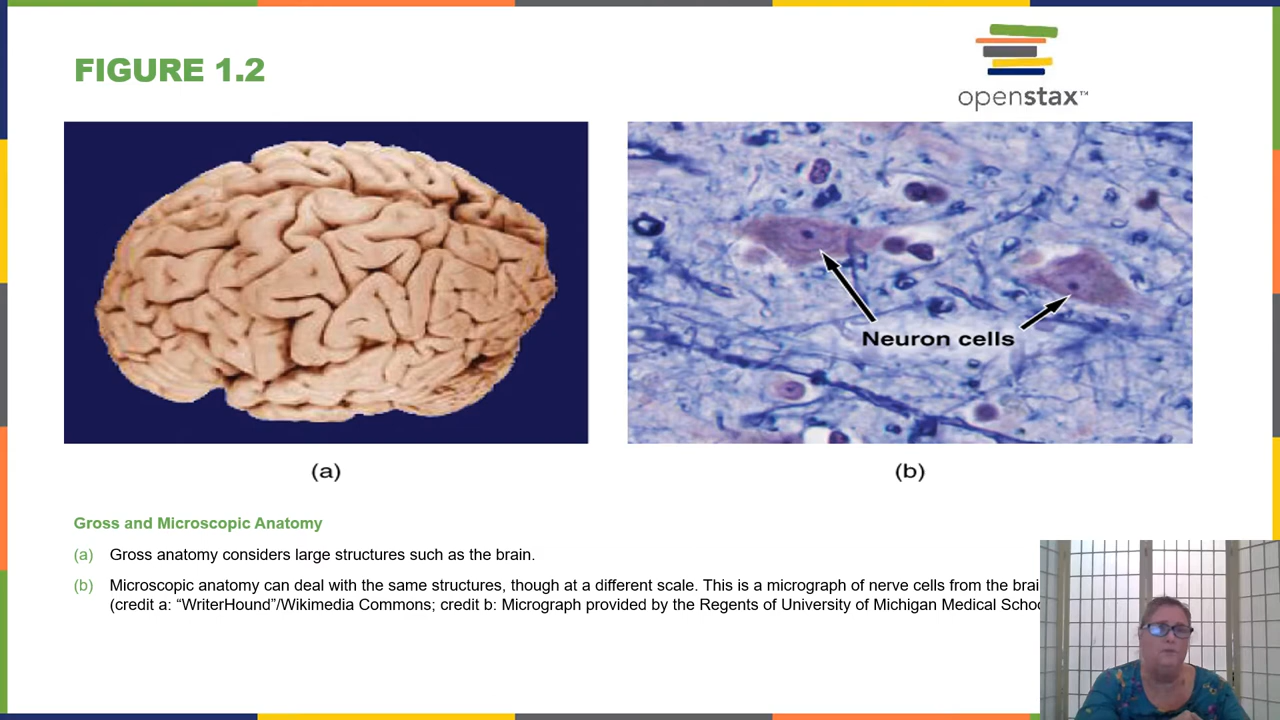 FIGURE 1.2
openstax™
Neuron cells
(a)
(b)
Gross and Microscopic Anatomy
(a) Gross anatomy considers large structures such as the brain.
(b) Microscopic anatomy can deal with the same structures, though at a different scale. This is a micrograph of nerve cells from the
(credit a: “WriterHound”/Wikimedia Commons; credit b: Micrograph provided by the Regents of University of Michigan Medical